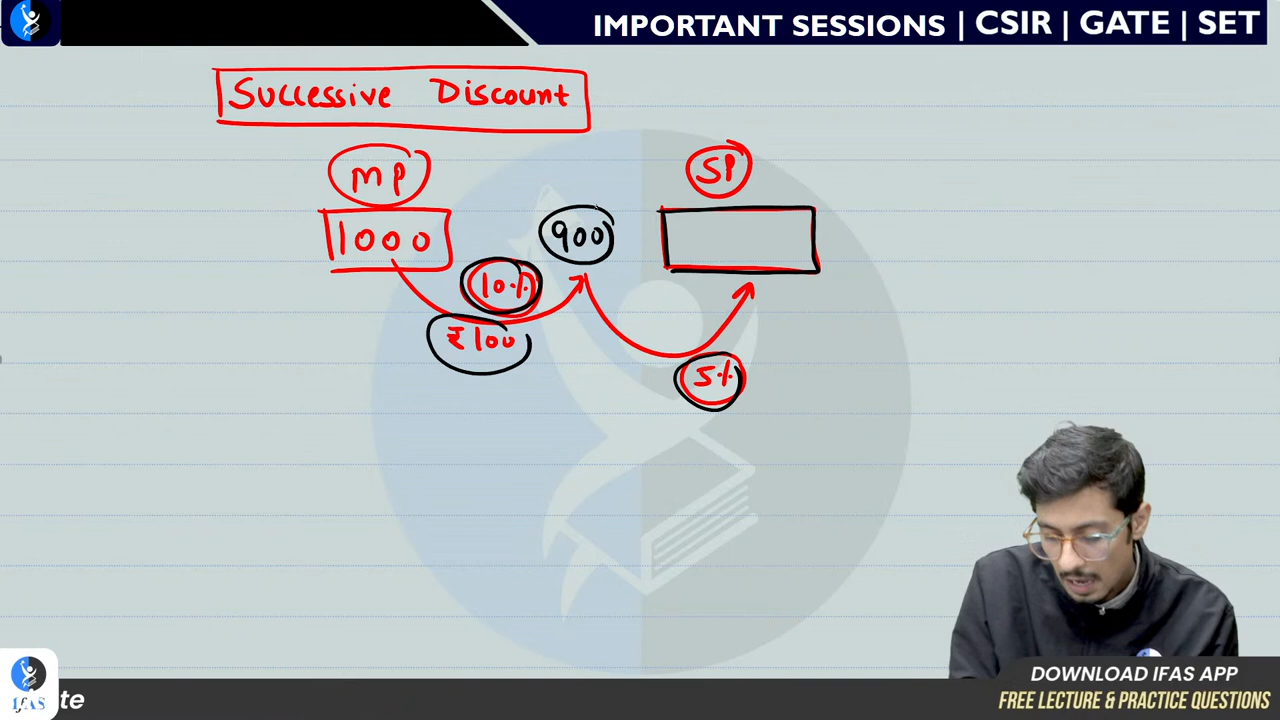 IMPORTANT SESSIONS | CSIR | GATE | SET
Successive Discount
MP
SP
1000
900
10%
₹100
5%
DOWNLOAD IFAS APP
FREE LECTURE & PRACTICE QUESTIONS
IFAS